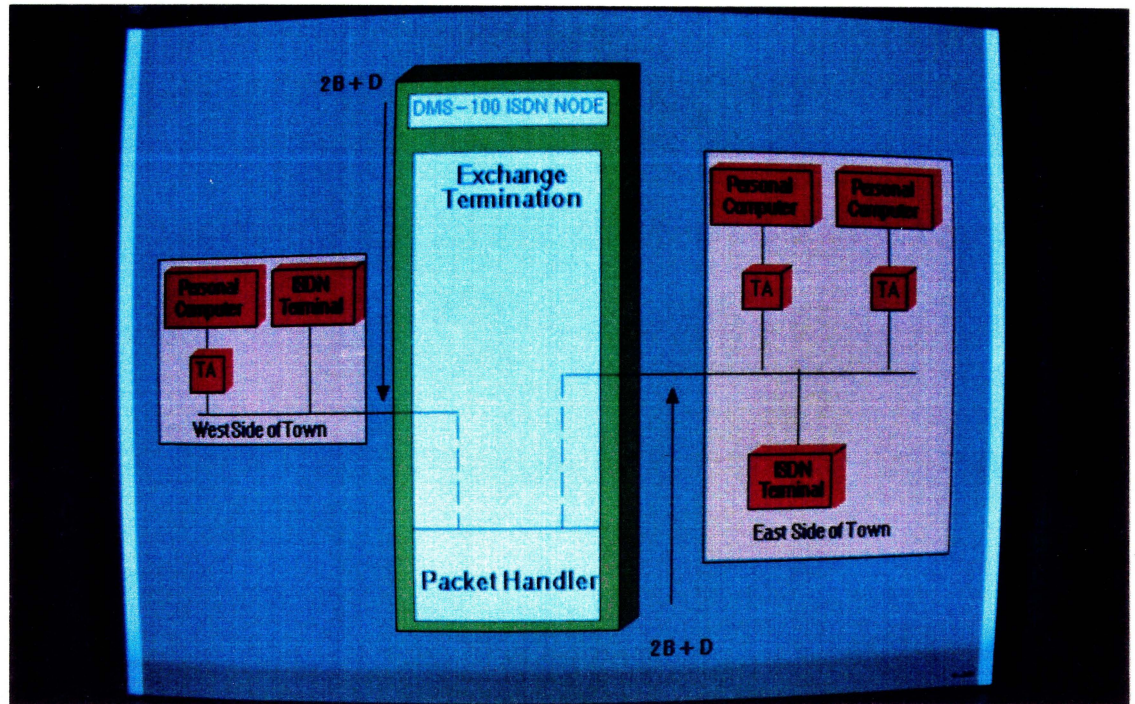 2B + D
DMS-100 ISDN NODE
Exchange
Termination
Personal
Computer
ISDN
Terminal
TA
West Side of Town
Personal
Computer
Personal
Computer
TA
TA
ISDN
Terminal
East Side of Town
Packet Handler
2B + D